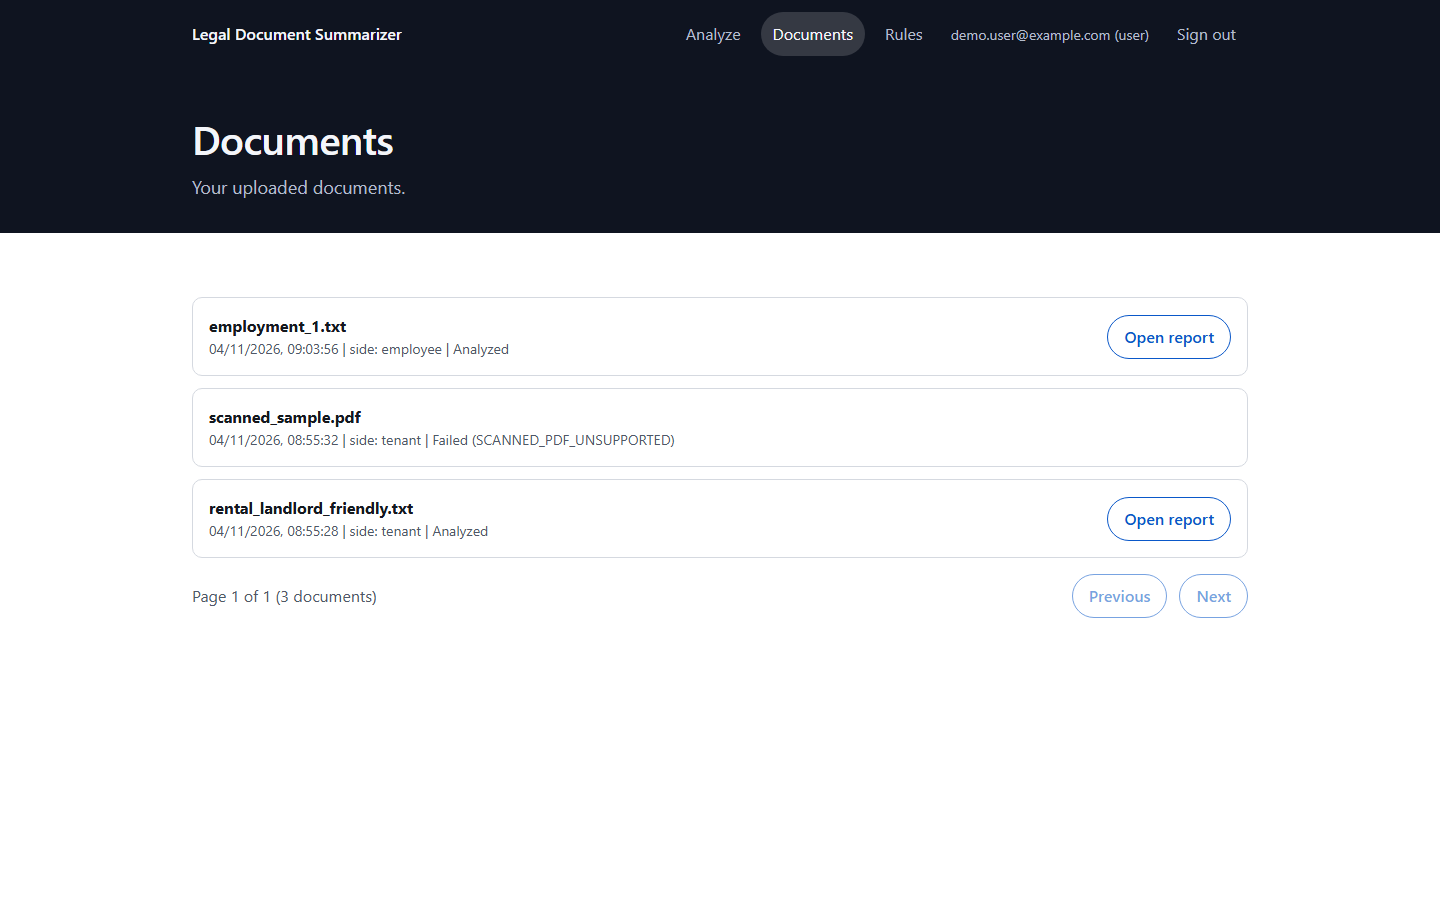 Legal Document Summarizer
Analyze
Documents
Rules
demo.user@example.com (user)
Sign out
Documents
Your uploaded documents.
employment_1.txt
04/11/2026, 09:03:56 | side: employee | Analyzed
Open report
scanned_sample.pdf
04/11/2026, 08:55:32 | side: tenant | Failed (SCANNED_PDF_UNSUPPORTED)
rental_landlord_friendly.txt
04/11/2026, 08:55:28 | side: tenant | Analyzed
Open report
Page 1 of 1 (3 documents)
Previous
Next